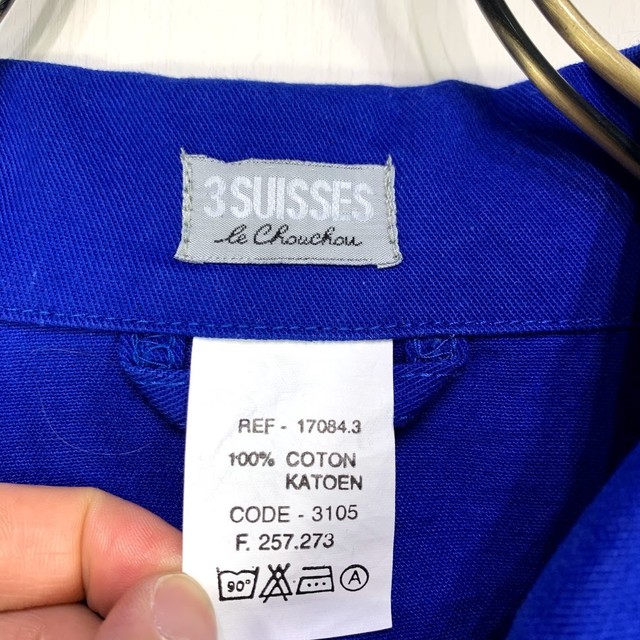 3 SUISSES
le Chouchou
REF - 17084.3
100% COTON
KATOEN
CODE - 3105
F. 257.273
90°
A